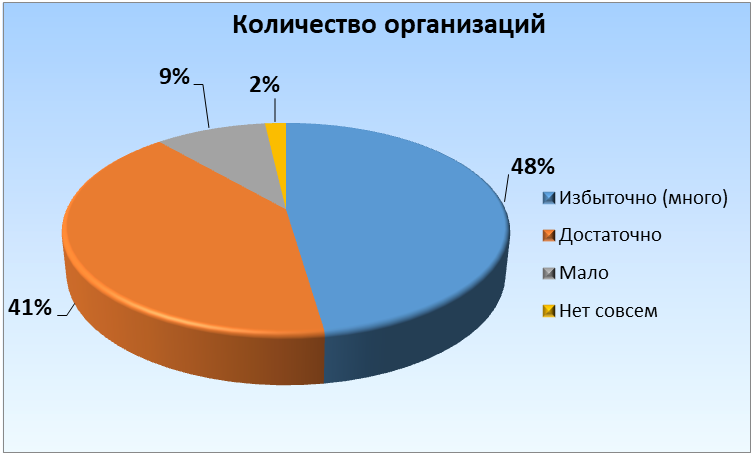 Количество организаций
9%
2%
48%
41%
Избыточно (много)
Достаточно
Мало
Нет совсем